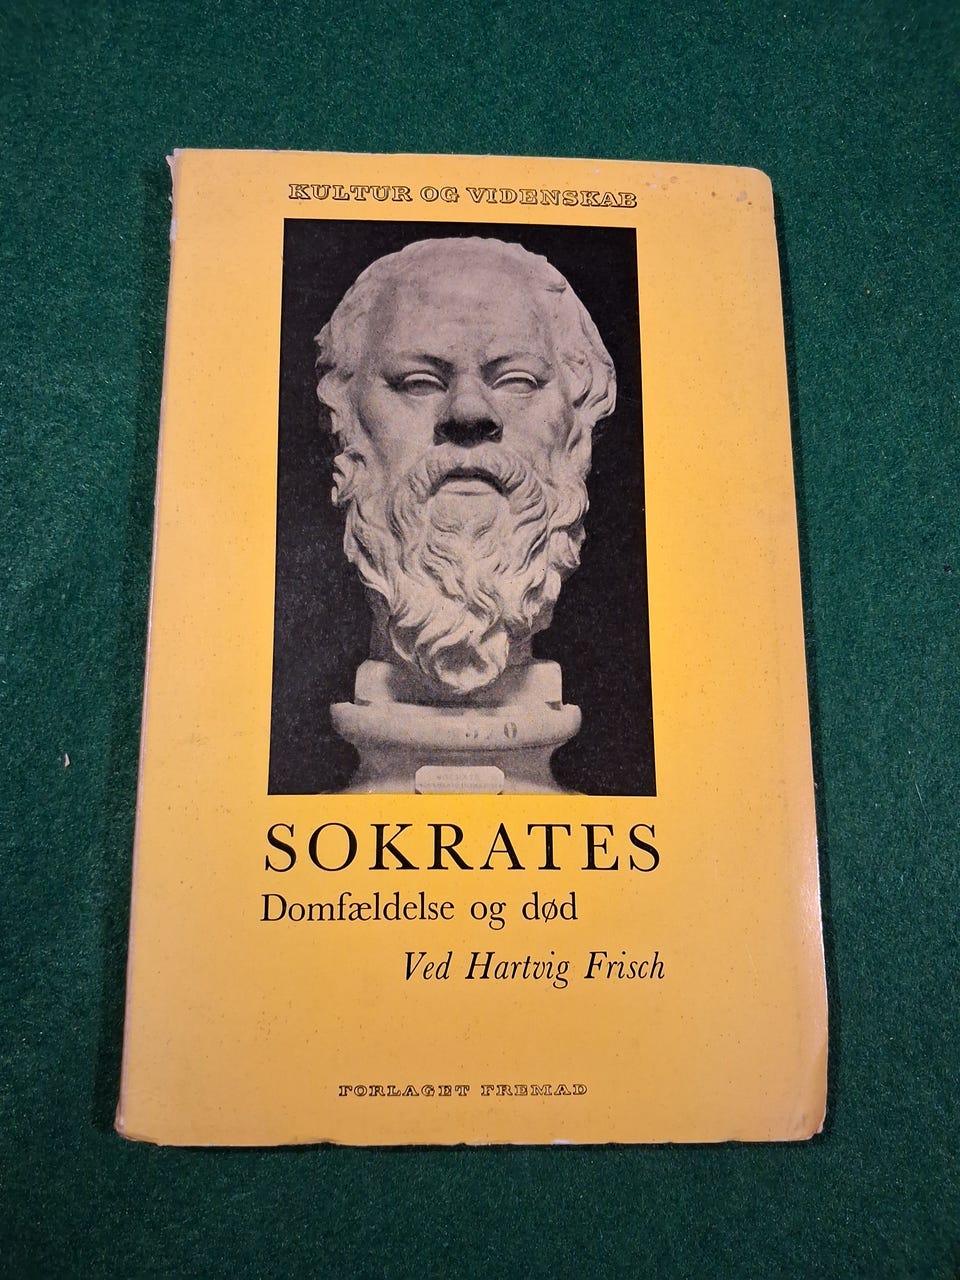 KULTUR OG VIDENSKAB
SOKRATES
Domfældelse og død
Ved Hartvig Frisch
FORLAGET FREMAD